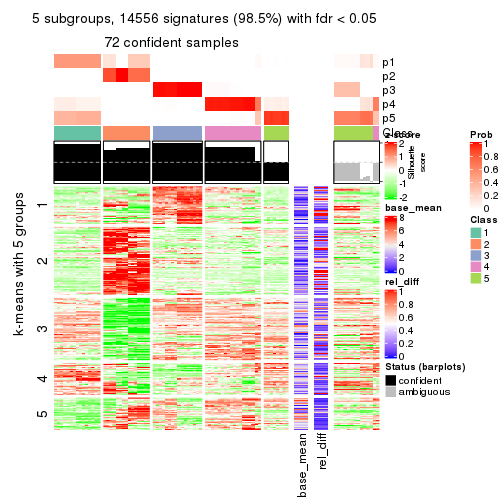 5 subgroups, 14556 signatures (98.5%) with fdr < 0.05
72 confident samples
p1
p2
p3
p4
p5
Class
z-score
2
1
0
-1
-2
Silhouette
score
Prob
1
0.8
0.6
0.4
0.2
0
base_mean
8
6
4
2
0
Class
1
2
3
4
5
rel_diff
1
0.8
0.6
0.4
0.2
0
Status (barplots)
confident
ambiguous
k-means with 5 groups
1
2
3
4
5
base_mean
rel_diff